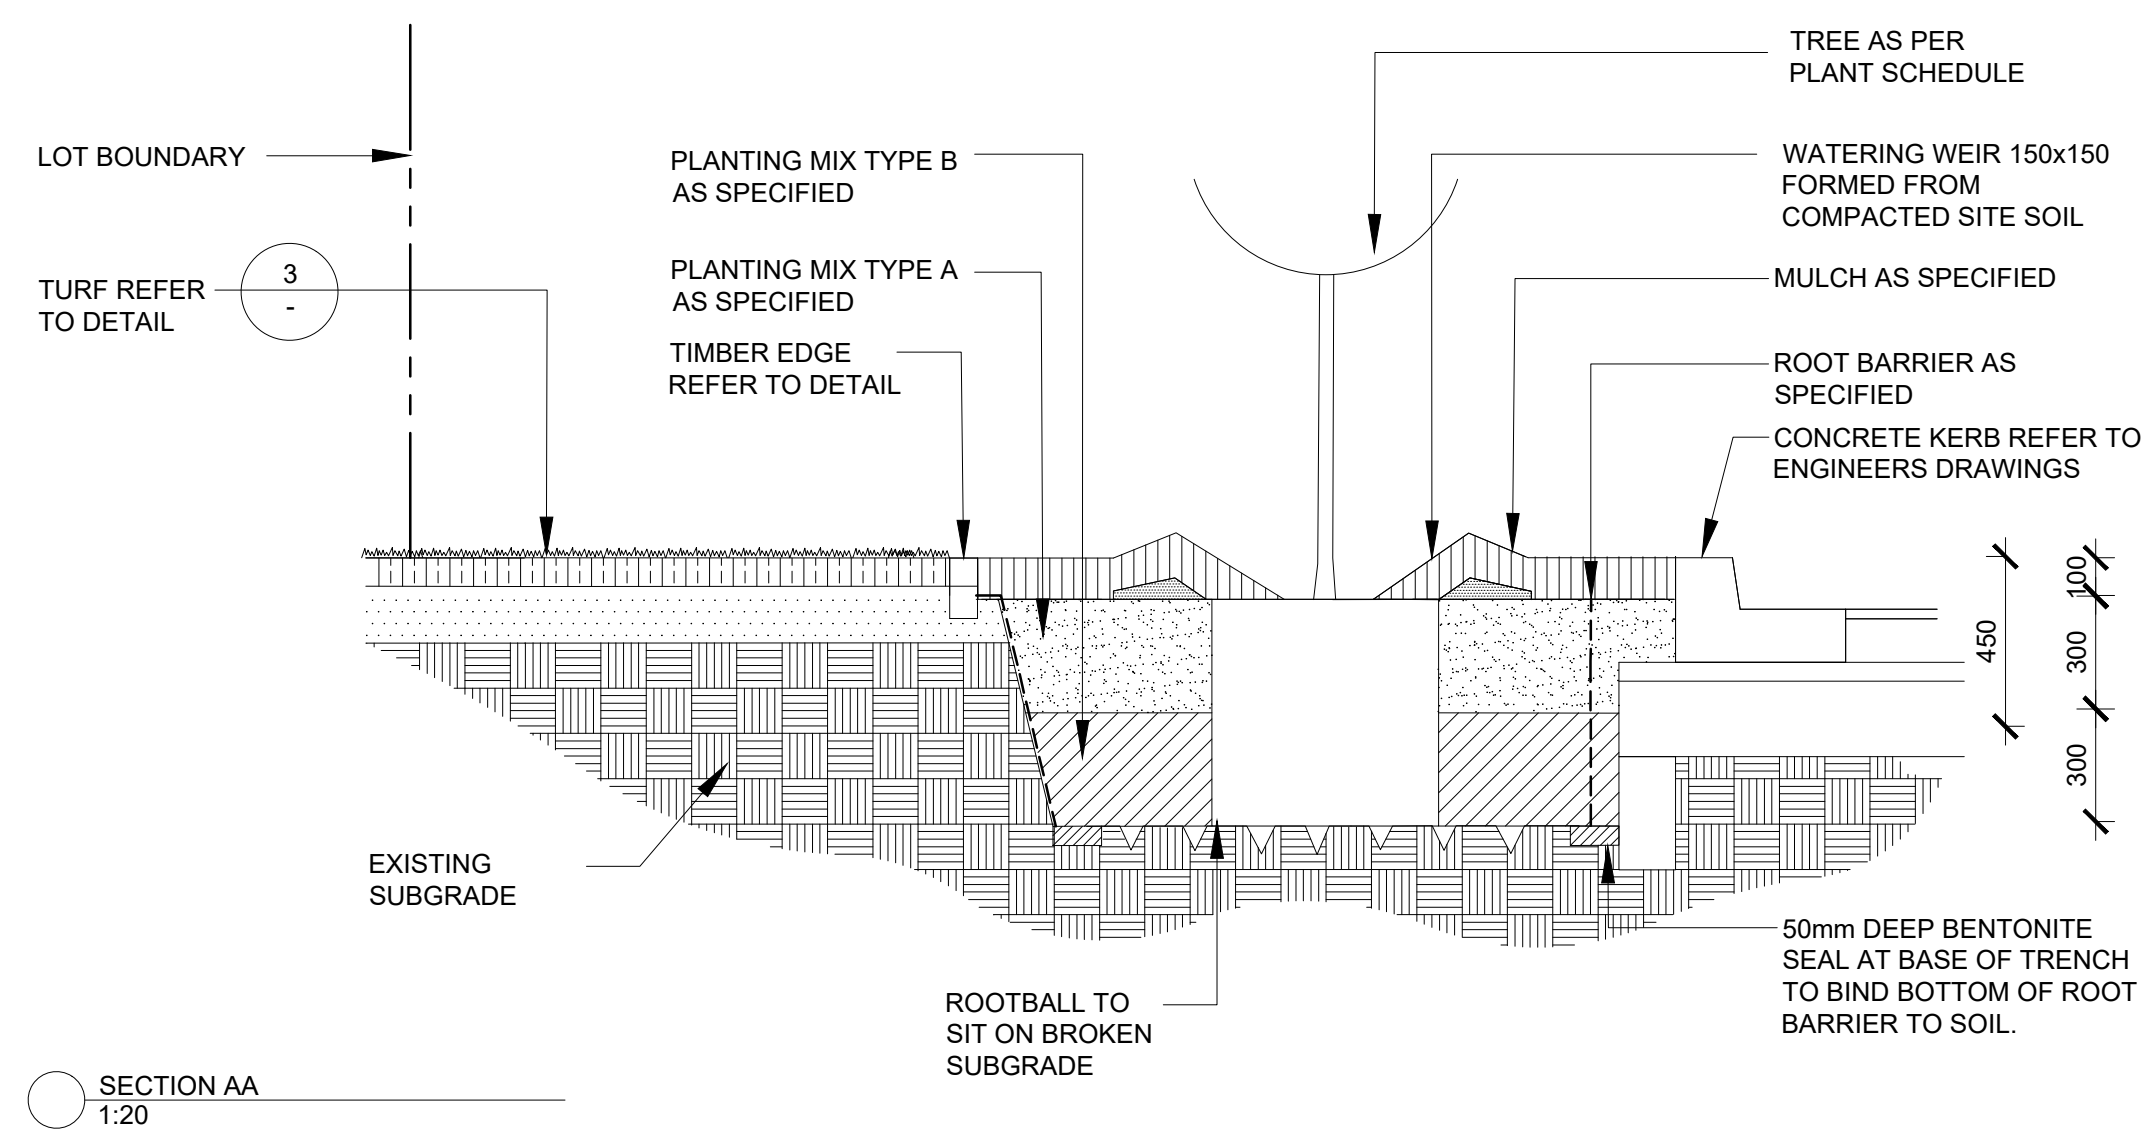 LOT BOUNDARY
TURF REFER
TO DETAIL
3
-
PLANTING MIX TYPE B
AS SPECIFIED
PLANTING MIX TYPE A
AS SPECIFIED
TIMBER EDGE
REFER TO DETAIL
TREE AS PER
PLANT SCHEDULE
WATERING WEIR 150x150
FORMED FROM
COMPACTED SITE SOIL
MULCH AS SPECIFIED
ROOT BARRIER AS
SPECIFIED
CONCRETE KERB REFER TO
ENGINEERS DRAWINGS
100
450
300
300
EXISTING
SUBGRADE
ROOTBALL TO
SIT ON BROKEN
SUBGRADE
50mm DEEP BENTONITE
SEAL AT BASE OF TRENCH
TO BIND BOTTOM OF ROOT
BARRIER TO SOIL.
SECTION AA
1:20